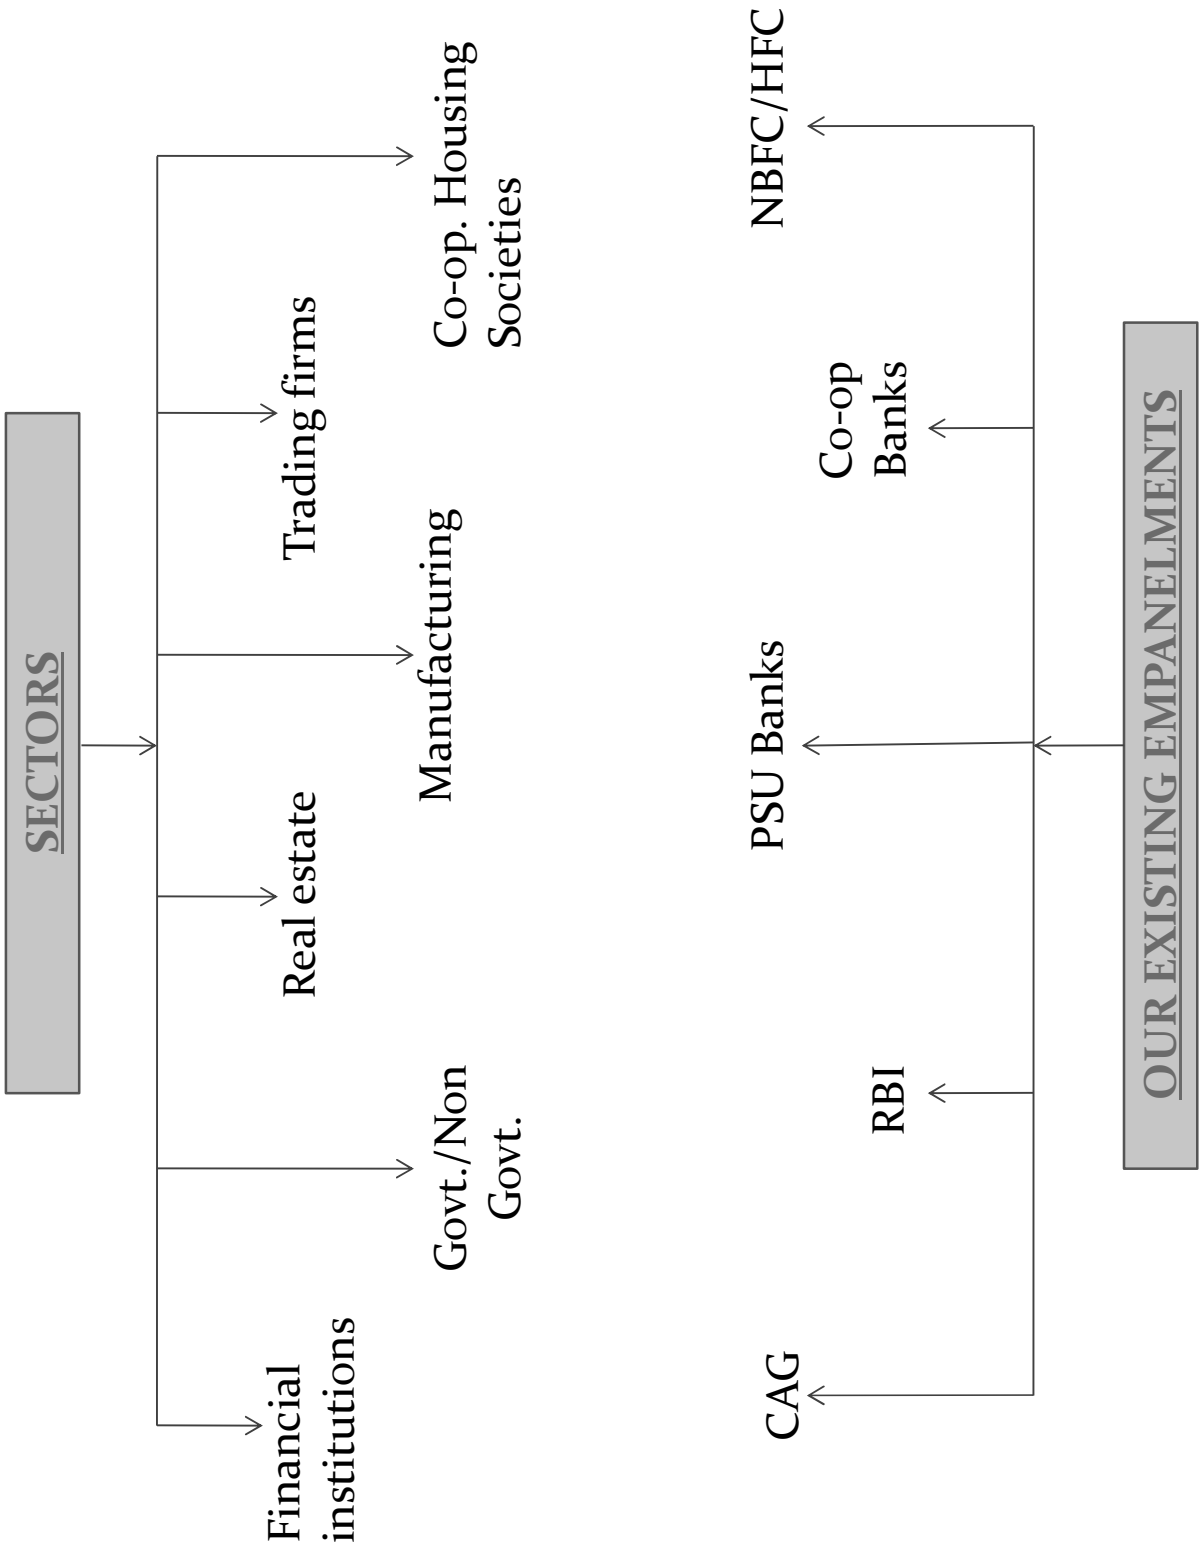 SECTORS
Financial
institutions
Govt./Non
Govt.
Real estate
Manufacturing
Trading firms
Co-op. Housing
Societies
CAG
RBI
PSU Banks
Co-op
Banks
NBFC/HFC
OUR EXISTING EMPANELMENTS